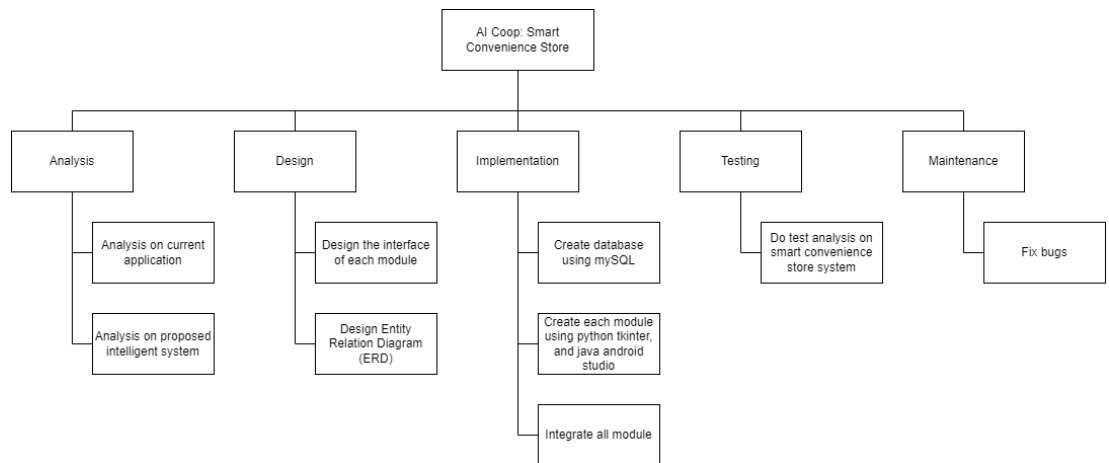 AI Coop: Smart
Convenience Store
Analysis
Design
Implementation
Testing
Maintenance
Analysis on current
application
Design the interface
of each module
Create database
using mySQL
Do test analysis on
smart convenience
store system
Fix bugs
Analysis on proposed
intelligent system
Design Entity
Relation Diagram
(ERD)
Create each module
using python tkinter,
and java android
studio
Integrate all module